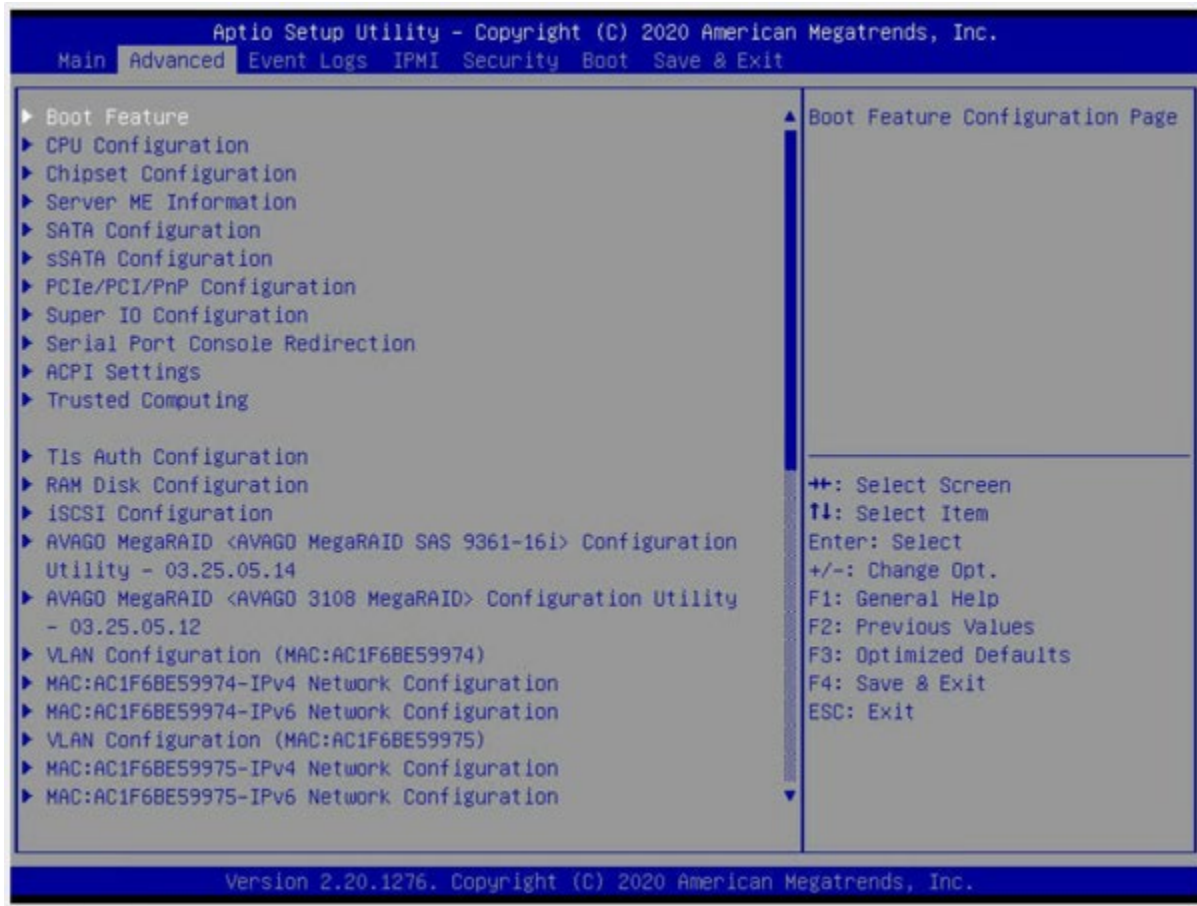 Aptio Setup Utility – Copyright (C) 2020 American Megatrends, Inc.
Main Advanced Event Logs IPMI Security Boot Save & Exit
Boot Feature
CPU Configuration
Chipset Configuration
Server ME Information
SATA Configuration
sSATA Configuration
PCIe/PCI/PnP Configuration
Super IO Configuration
Serial Port Console Redirection
ACPI Settings
Trusted Computing
Tls Auth Configuration
RAM Disk Configuration
iSCSI Configuration
AVAGO MegaRAID <AVAGO MegaRAID SAS 9361-16i> Configuration
Utility – 03.25.05.14
AVAGO MegaRAID <AVAGO 3108 MegaRAID> Configuration Utility
– 03.25.05.12
VLAN Configuration (MAC:AC1F6BE59974)
MAC:AC1F6BE59974-IPv4 Network Configuration
MAC:AC1F6BE59974-IPv6 Network Configuration
VLAN Configuration (MAC:AC1F6BE59975)
MAC:AC1F6BE59975-IPv4 Network Configuration
MAC:AC1F6BE59975-IPv6 Network Configuration
Boot Feature Configuration Page
→←: Select Screen
↑↓: Select Item
Enter: Select
+/-: Change Opt.
F1: General Help
F2: Previous Values
F3: Optimized Defaults
F4: Save & Exit
ESC: Exit
Version 2.20.1276. Copyright (C) 2020 American Megatrends, Inc.